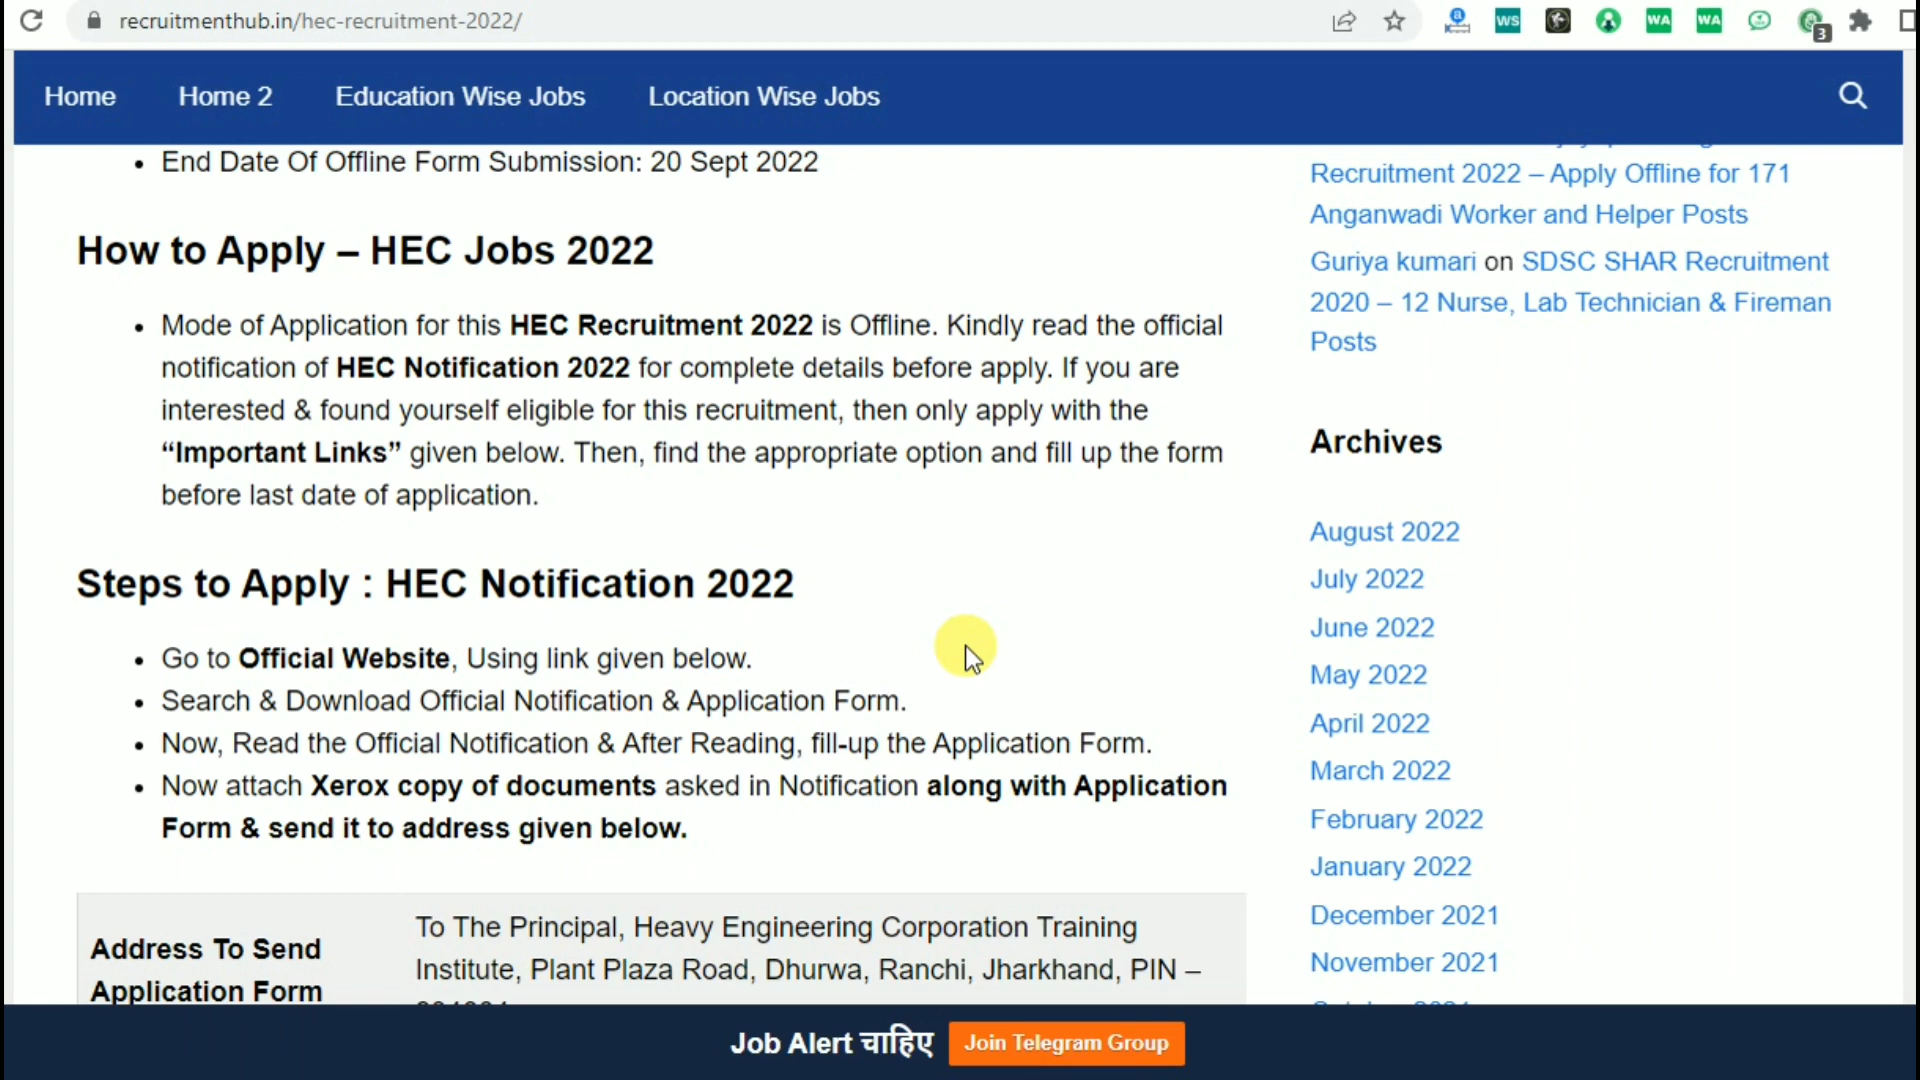 recruitmenthub.in/hec-recruitment-2022/
WS
WA
WA
3
Home
Home 2
Education Wise Jobs
Location Wise Jobs
End Date Of Offline Form Submission: 20 Sept 2022
How to Apply – HEC Jobs 2022
Mode of Application for this HEC Recruitment 2022 is Offline. Kindly read the official
notification of HEC Notification 2022 for complete details before apply. If you are
interested & found yourself eligible for this recruitment, then only apply with the
“Important Links” given below. Then, find the appropriate option and fill up the form
before last date of application.
Steps to Apply : HEC Notification 2022
Go to Official Website, Using link given below.
Search & Download Official Notification & Application Form.
Now, Read the Official Notification & After Reading, fill-up the Application Form.
Now attach Xerox copy of documents asked in Notification along with Application
Form & send it to address given below.
Address To Send
Application Form
To The Principal, Heavy Engineering Corporation Training
Institute, Plant Plaza Road, Dhurwa, Ranchi, Jharkhand, PIN –
Recruitment 2022 – Apply Offline for 171
Anganwadi Worker and Helper Posts
Guriya kumari on SDSC SHAR Recruitment
2020 – 12 Nurse, Lab Technician & Fireman
Posts
Archives
August 2022
July 2022
June 2022
May 2022
April 2022
March 2022
February 2022
January 2022
December 2021
November 2021
Job Alert चाहिए
Join Telegram Group